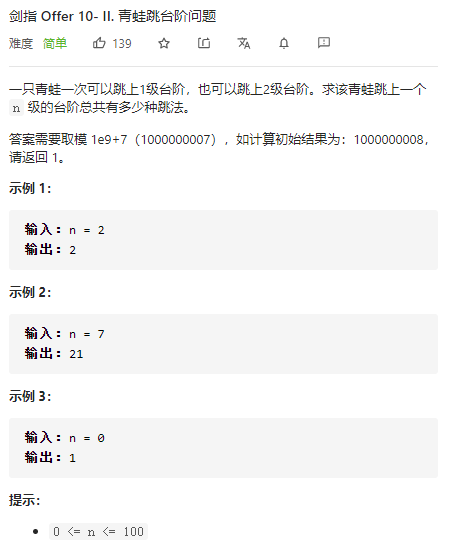 剑指 Offer 10- II. 青蛙跳台阶问题
难度 简单 139
一只青蛙一次可以跳上1级台阶，也可以跳上2级台阶。求该青蛙跳上一个
n 级的台阶总共有多少种跳法。
答案需要取模 1e9+7（1000000007），如计算初始结果为：1000000008，
请返回 1。
示例 1：
输入：n = 2
输出：2
示例 2：
输入：n = 7
输出：21
示例 3：
输入：n = 0
输出：1
提示：
• 0 <= n <= 100